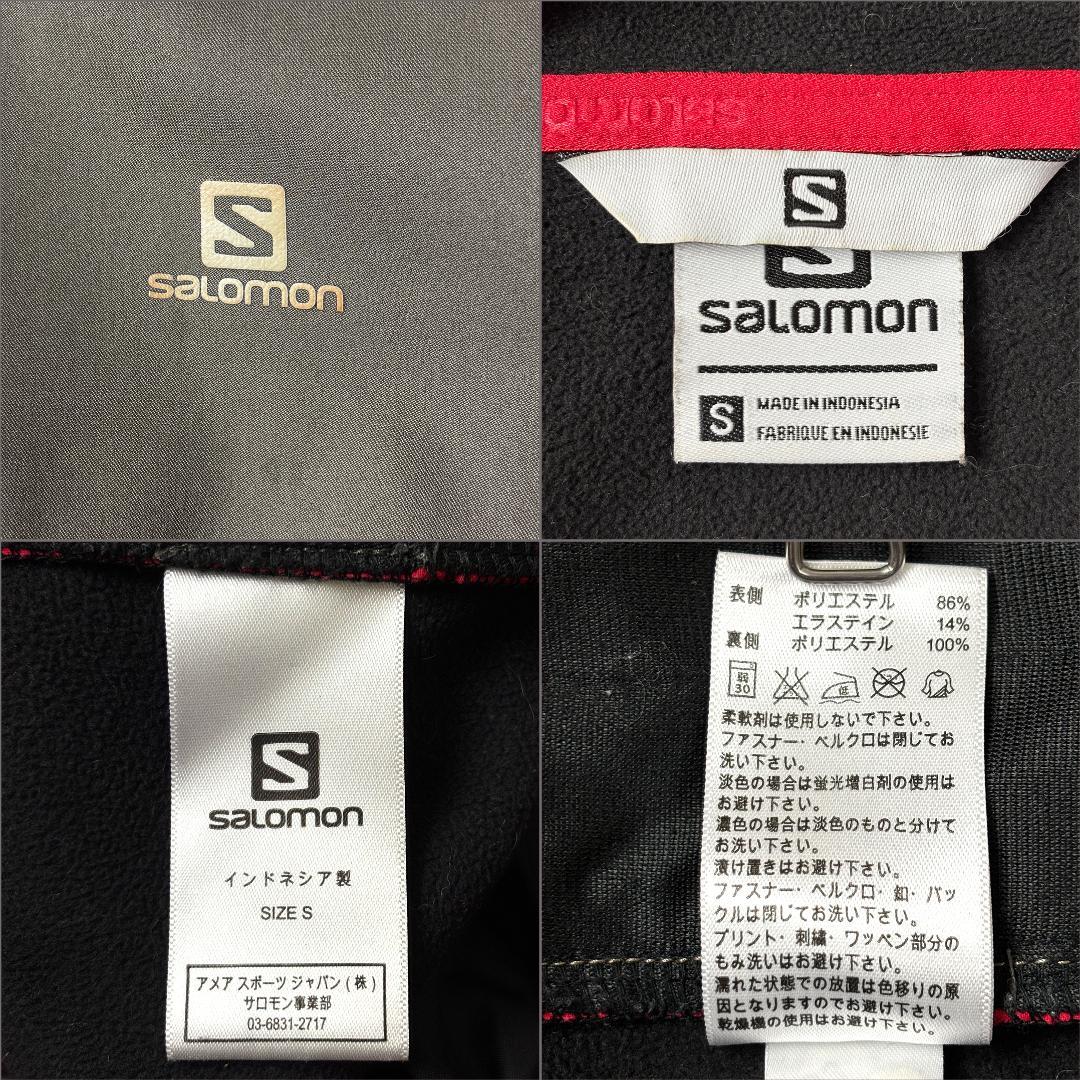 S
salomon
salomon
S
S
salomon
S
MADE IN INDONESIA
FABRIQUE EN INDONESIE
S
salomon
インドネシア製
SIZE S
アメア スポーツ ジャパン (株)
サロモン事業部
03-6831-2717
表側 ポリエステル 86%
エラステイン 14%
裏側 ポリエステル 100%
弱
30
低
柔軟剤は使用しないで下さい。
ファスナー・ベルクロは閉じてお
洗い下さい。
淡色の場合は蛍光増白剤の使用は
お避け下さい。
濃色の場合は淡色のものと分けて
お洗い下さい。
漬け置きはお避け下さい。
ファスナー・ベルクロ・釦・バッ
クルは閉じてお洗い下さい。
プリント・刺繍・ワッペン部分の
もみ洗いはお避け下さい。
濡れた状態での放置は色移りの原
因となりますのでお避け下さい。
乾燥機の使用はお避け下さい。